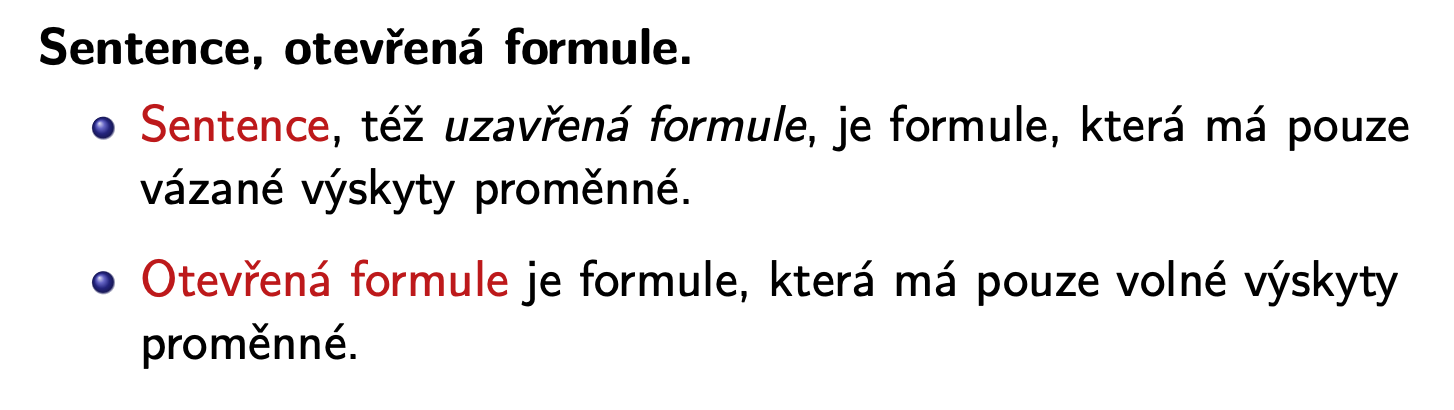 Sentence, otevřená formule.
Sentence, též uzavřená formule, je formule, která má pouze
vázané výskyty proměnné.
Otevřená formule je formule, která má pouze volné výskyty
proměnné.